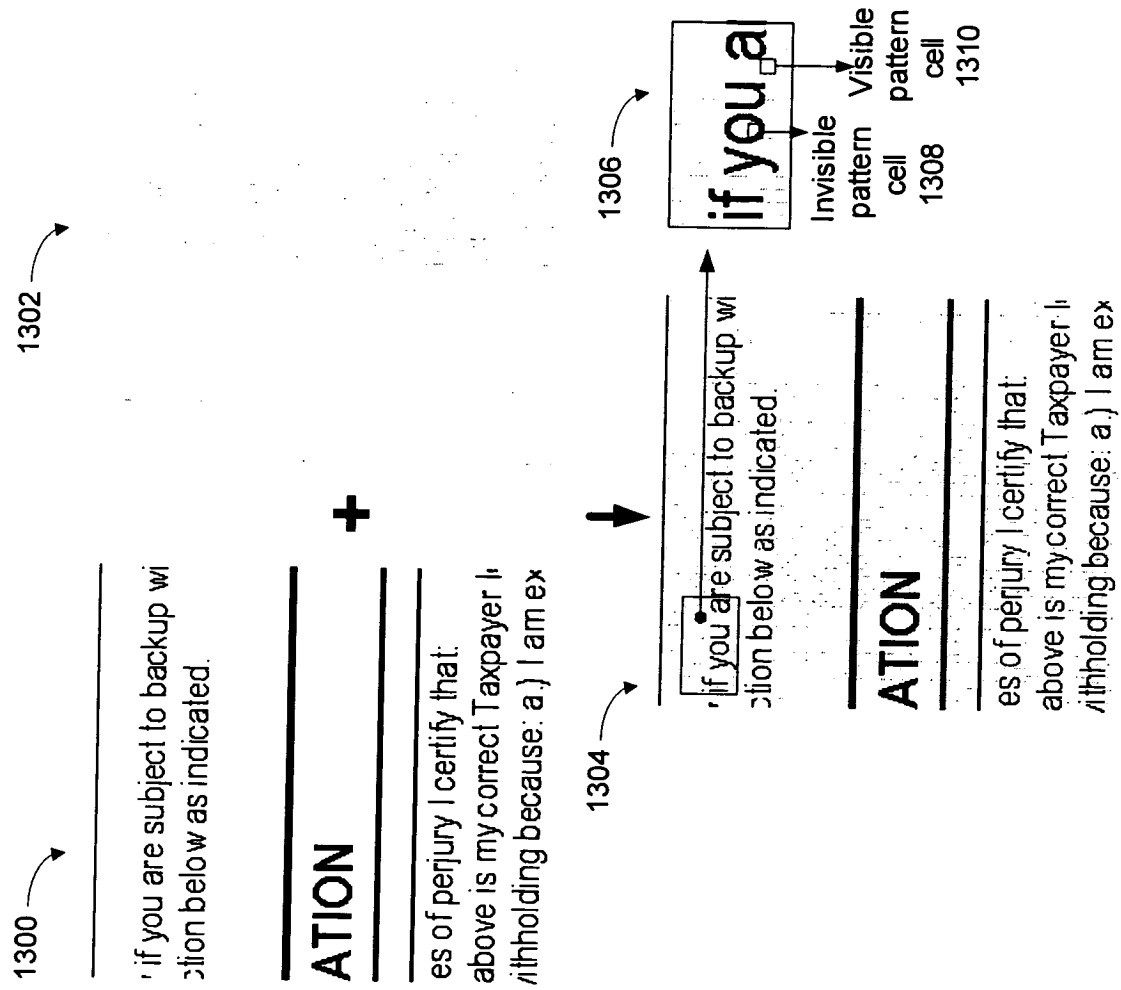 1300
' if you are subject to backup wi
ction below as indicated.
ATION
es of perjury I certify that:
above is my correct Taxpayer I
withholding because: a.) I am ex
+
1302
1304
' if you are subject to backup wi
ction below as indicated.
ATION
es of perjury I certify that:
above is my correct Taxpayer I
withholding because: a.) I am ex
1306
if you a
Invisible
pattern
cell
1308
Visible
pattern
cell
1310